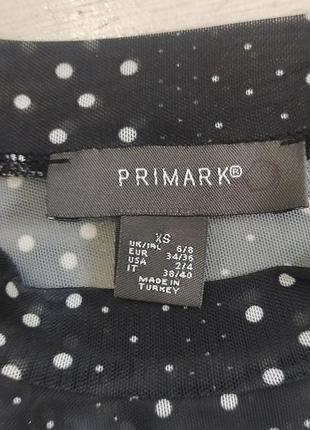 PRIMARK®
XS
UK/IRL 6/8
EUR 34/36
USA 2/4
IT 38/40
MADE IN
TURKEY